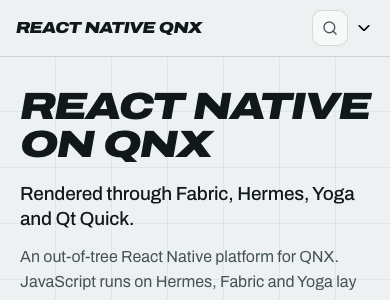 REACT NATIVE QNX
REACT NATIVE
ON QNX
Rendered through Fabric, Hermes, Yoga
and Qt Quick.
An out-of-tree React Native platform for QNX.
JavaScript runs on Hermes, Fabric and Yoga lay